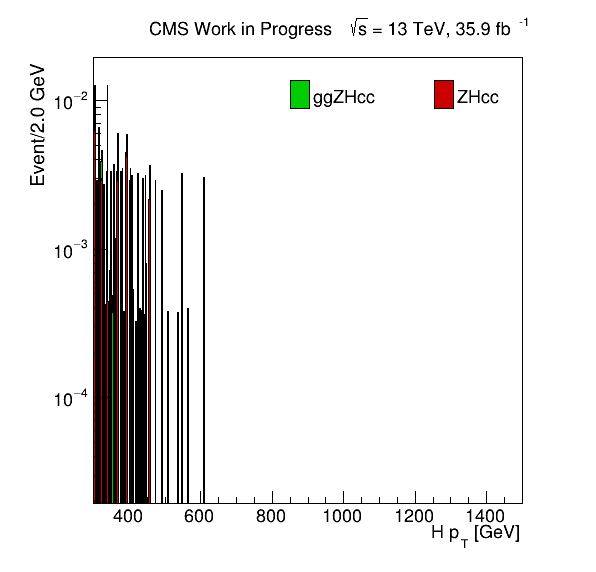 CMS Work in Progress √s = 13 TeV, 35.9 fb⁻¹
Event/2.0 GeV
ggZHcc ZHcc
10⁻²
10⁻³
10⁻⁴
400 600 800 1000 1200 1400
H p_T [GeV]